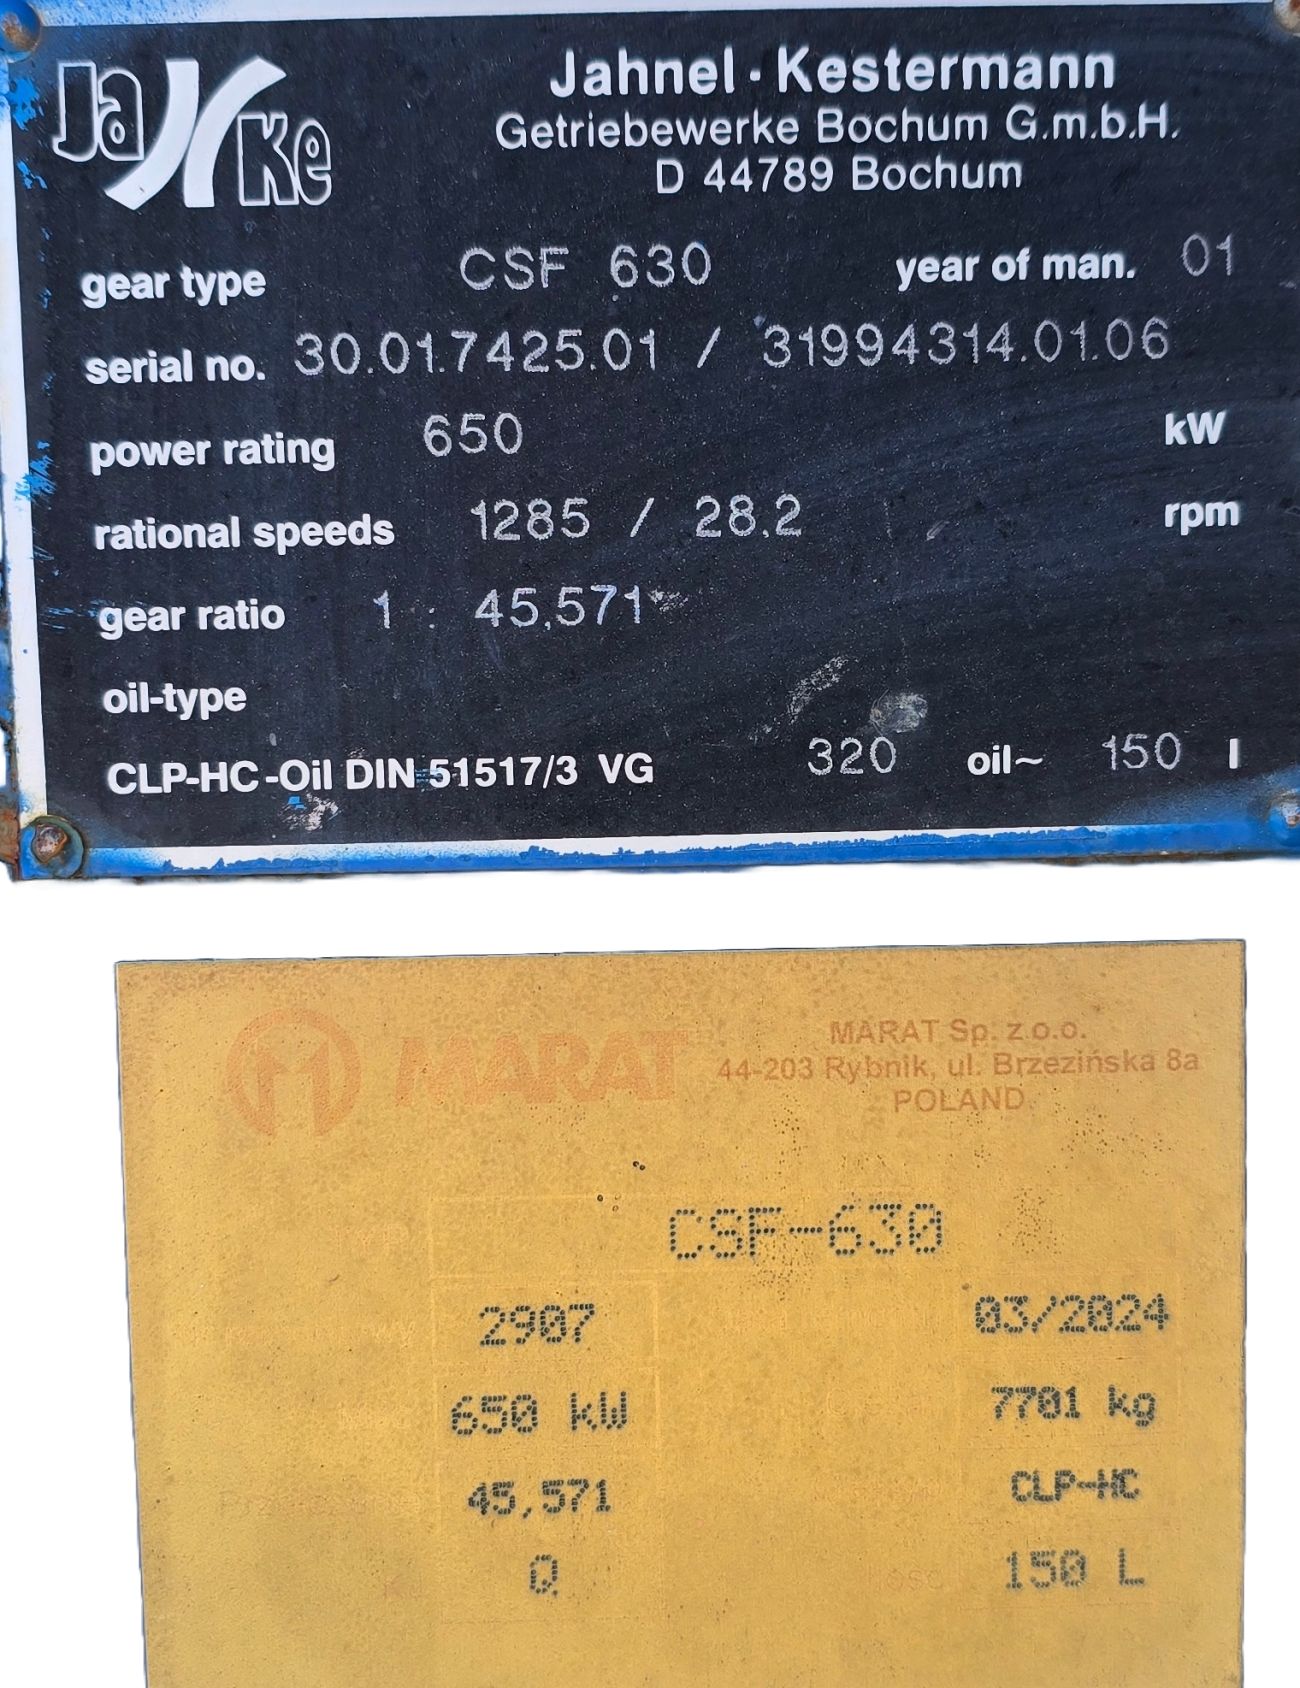 JaKe
Jahnel · Kestermann
Getriebewerke Bochum G.m.b.H.
D 44789 Bochum
gear type CSF 630 year of man. 01
serial no. 30.01.7425.01 / 31994314.01.06
power rating 650 kW
rational speeds 1285 / 28,2 rpm
gear ratio 1 : 45,571
oil-type
CLP-HC-Oil DIN 51517/3 VG 320 oil~ 150 l
MARAT
MARAT Sp. z o.o.
44-203 Rybnik, ul. Brzezińska 8a
POLAND
CSF-630
2907 03/2024
650 kW 7701 kg
45,571 CLP-HC
Q 150 L